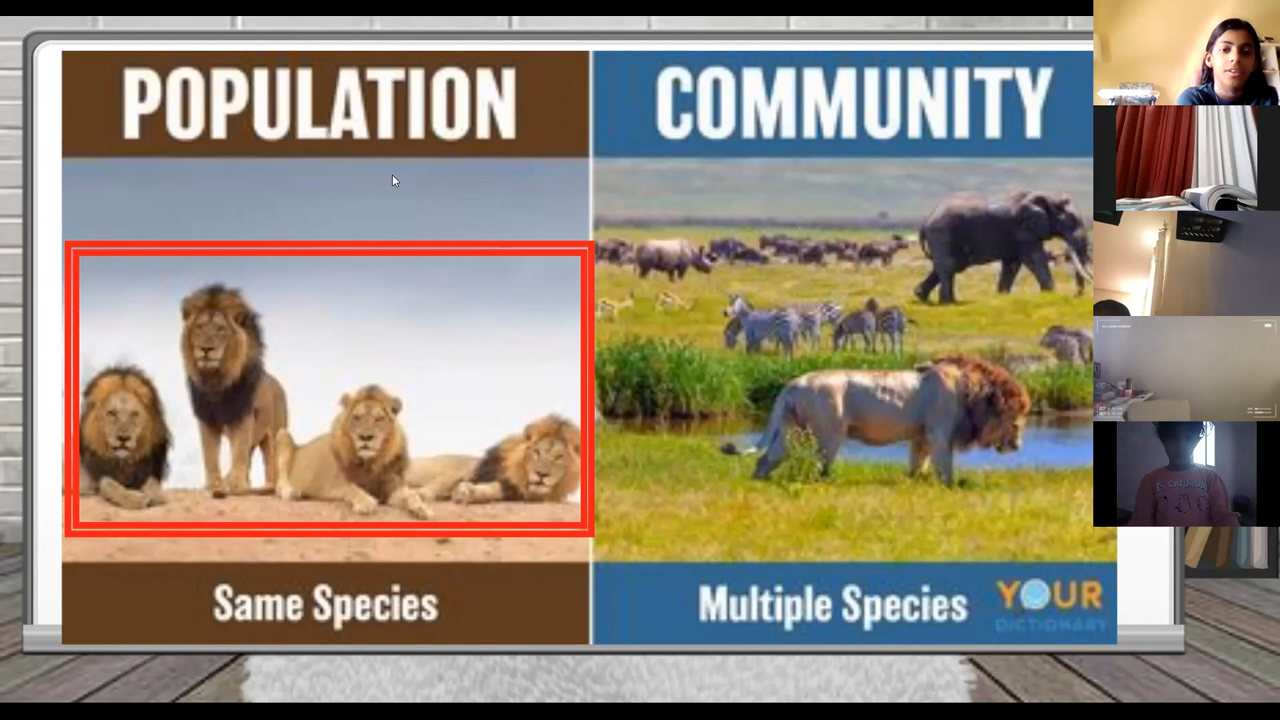 POPULATION
COMMUNITY
Same Species
Multiple Species
YOUR
DICTIONARY